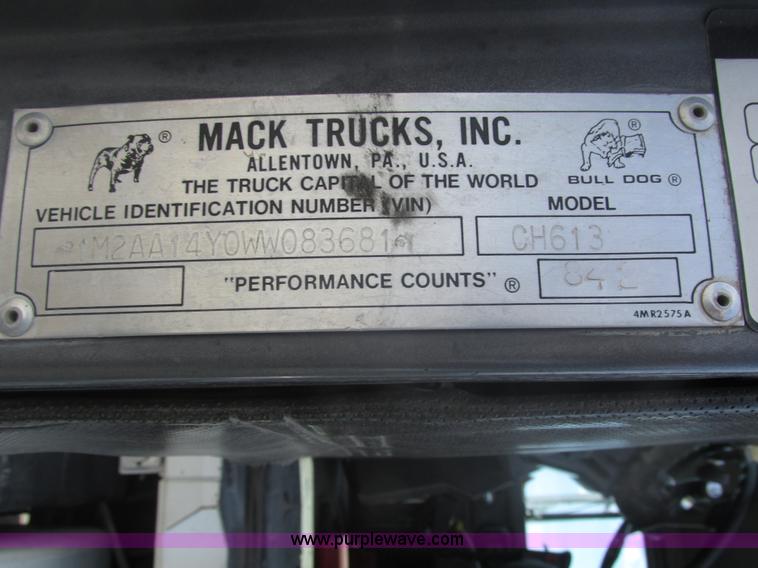 MACK TRUCKS, INC.
ALLENTOWN, PA., U.S.A.
THE TRUCK CAPITAL OF THE WORLD
BULL DOG ®
VEHICLE IDENTIFICATION NUMBER (VIN)
MODEL
1M2AA14Y0WW083681
CH613
"PERFORMANCE COUNTS" ®
4MR2575A
www.purplewave.com